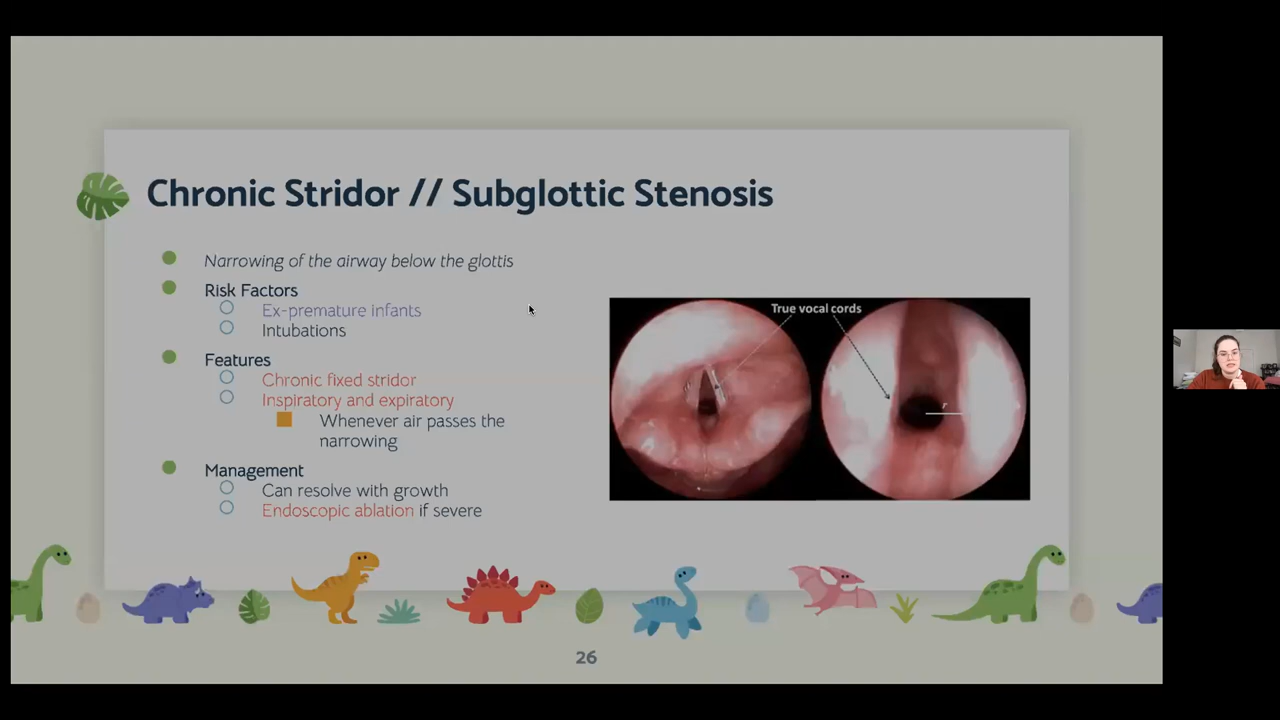 Chronic Stridor // Subglottic Stenosis
Narrowing of the airway below the glottis
Risk Factors
Ex-premature infants
Intubations
Features
Chronic fixed stridor
Inspiratory and expiratory
Whenever air passes the
narrowing
Management
Can resolve with growth
Endoscopic ablation if severe
True vocal cords
r
26